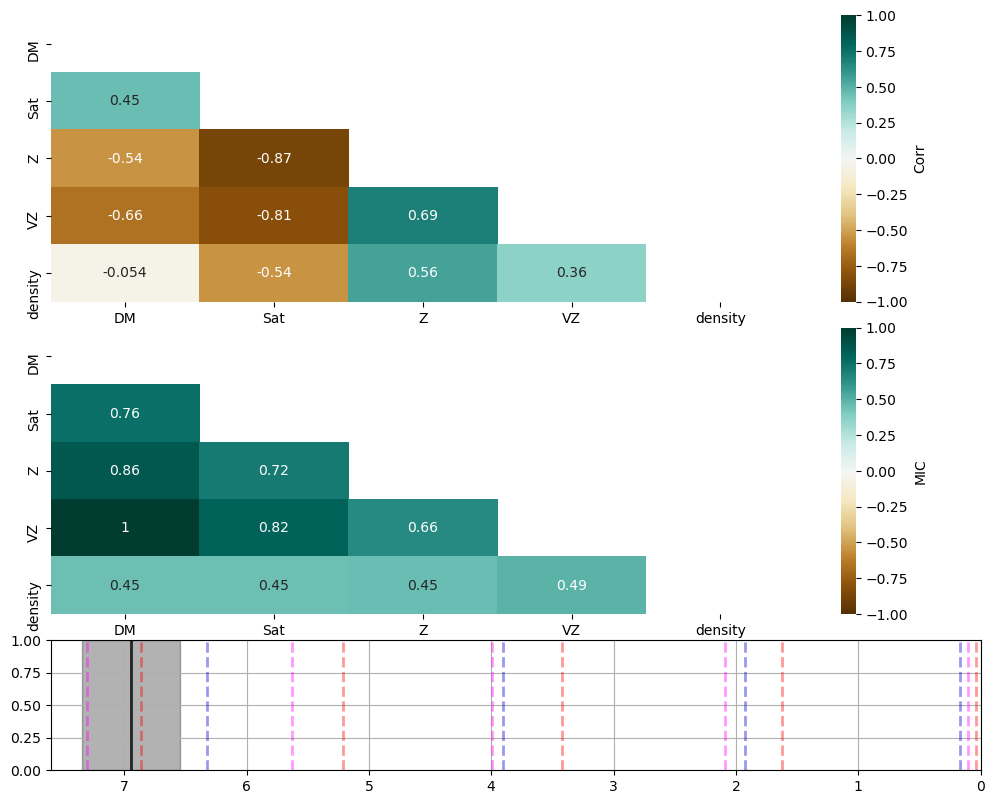 DM
Sat
Z
VZ
density
0.45
-0.54 -0.87
-0.66 -0.81 0.69
-0.054 -0.54 0.56 0.36
DM Sat Z VZ density
1.00
0.75
0.50
0.25
0.00
−0.25
−0.50
−0.75
−1.00
Corr
DM
Sat
Z
VZ
density
0.76
0.86 0.72
1 0.82 0.66
0.45 0.45 0.45 0.49
DM Sat Z VZ density
1.00
0.75
0.50
0.25
0.00
−0.25
−0.50
−0.75
−1.00
MIC
1.00
0.75
0.50
0.25
0.00
7 6 5 4 3 2 1 0